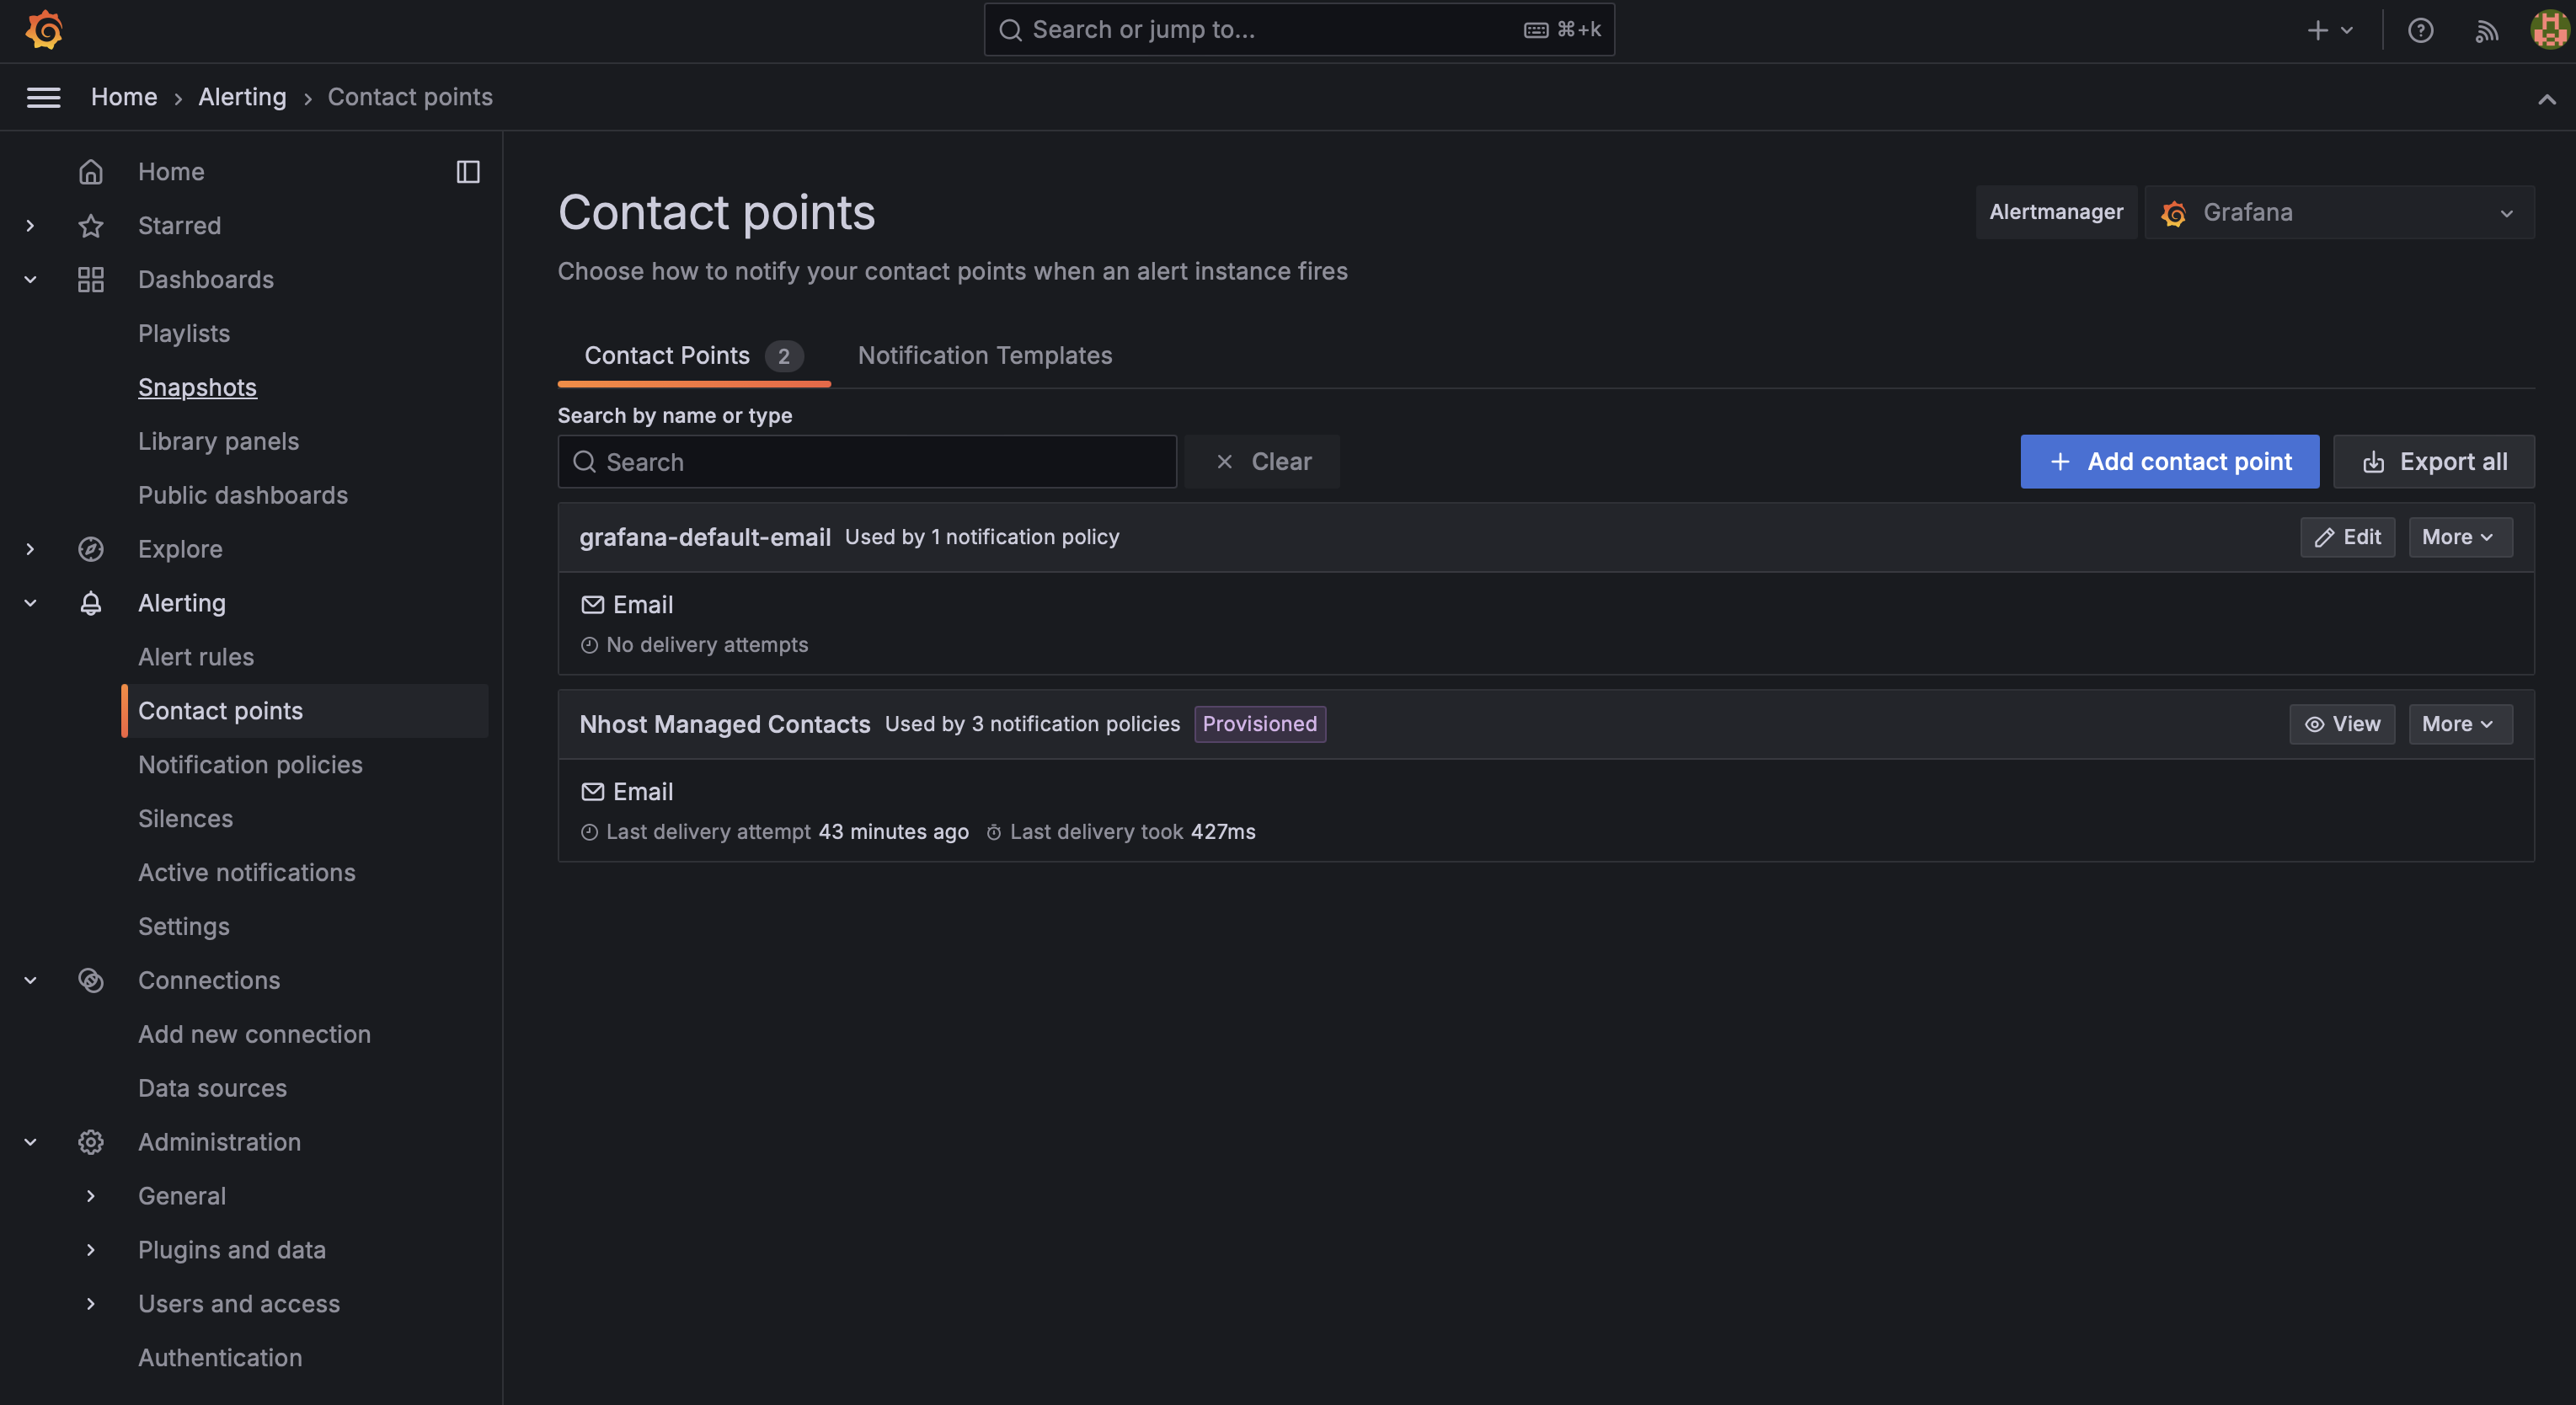 Search or jump to...
⌘+k
Home › Alerting › Contact points
Home
Starred
Dashboards
Playlists
Snapshots
Library panels
Public dashboards
Explore
Alerting
Alert rules
Contact points
Notification policies
Silences
Active notifications
Settings
Connections
Add new connection
Data sources
Administration
General
Plugins and data
Users and access
Authentication
Contact points
Alertmanager
Grafana
Choose how to notify your contact points when an alert instance fires
Contact Points 2
Notification Templates
Search by name or type
Search
Clear
Add contact point
Export all
grafana-default-email Used by 1 notification policy
Edit
More
Email
No delivery attempts
Nhost Managed Contacts Used by 3 notification policies Provisioned
View
More
Email
Last delivery attempt 43 minutes ago Last delivery took 427ms